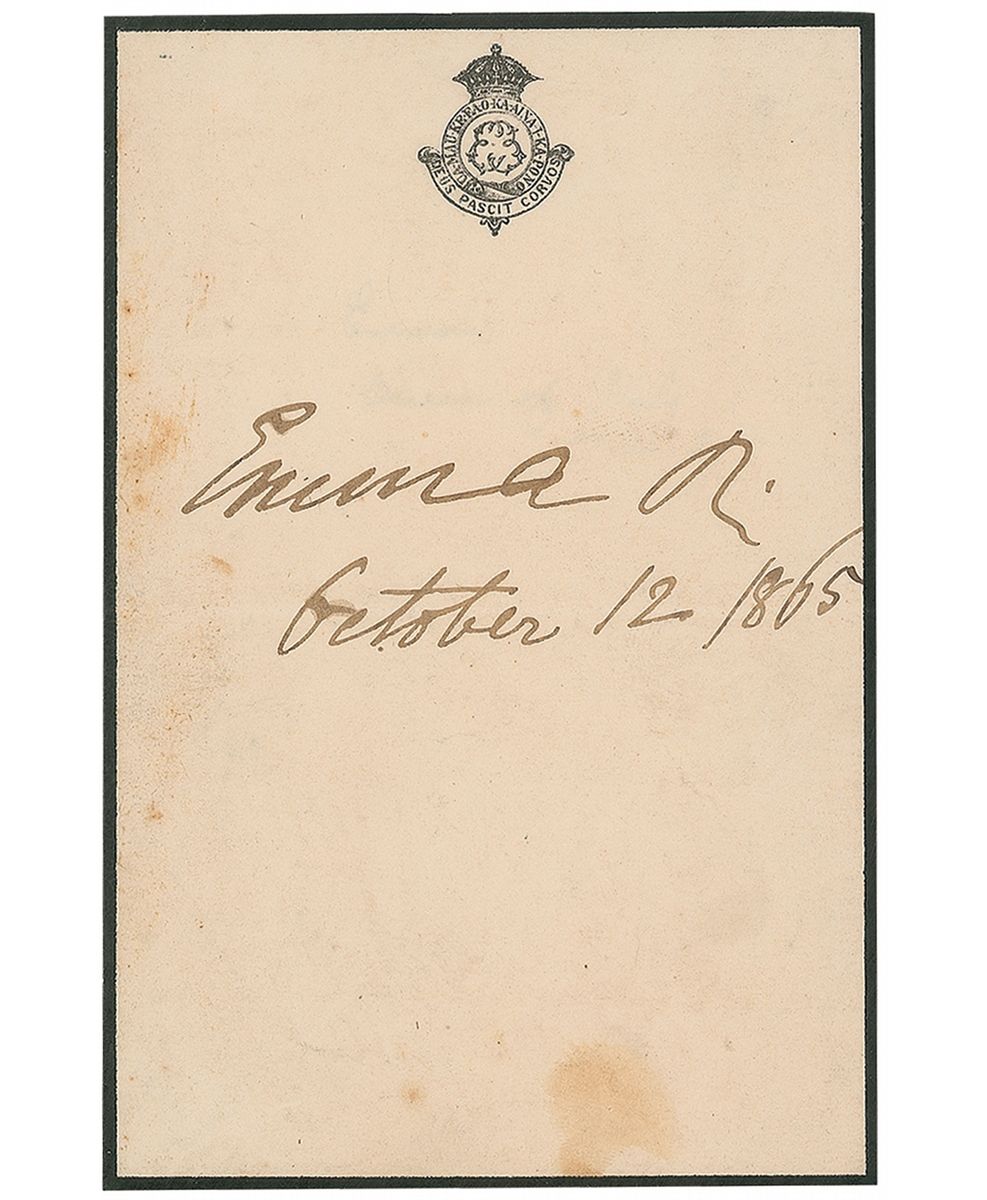 UA·MAU·KE·EA·O·KA·AINA·I·KA·PONO
DEUS PASCIT CORVOS
Emma R.
October 12 1865